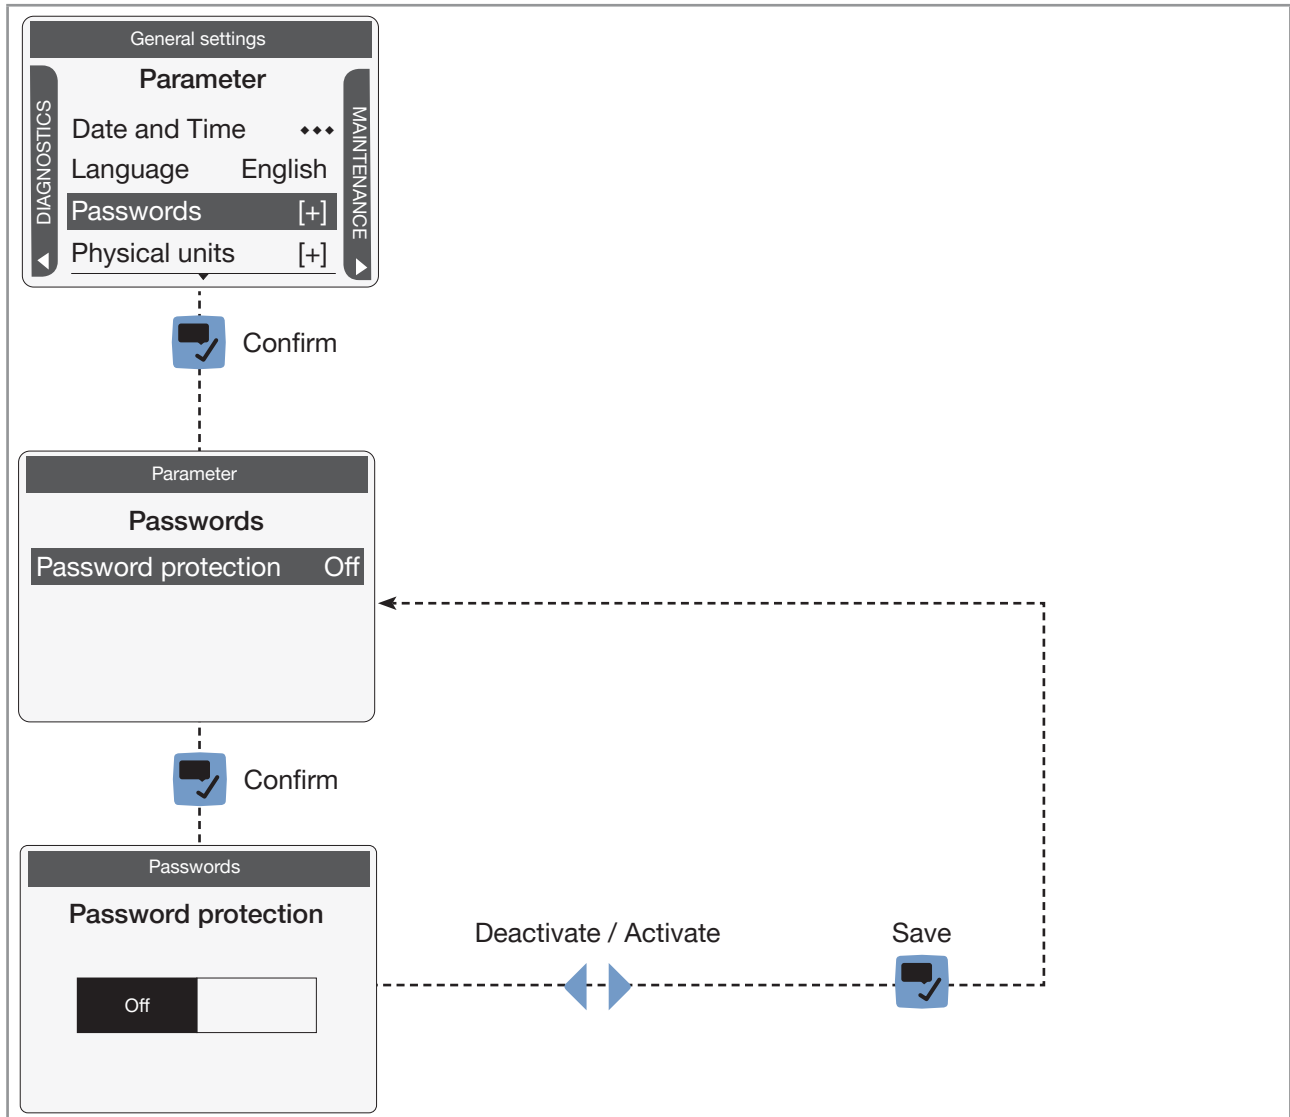 General settings
Parameter
DIAGNOSTICS
MAINTENANCE
Date and Time
Language English
Passwords [+]
Physical units [+]
Confirm
Parameter
Passwords
Password protection Off
Confirm
Passwords
Password protection
Off
Deactivate / Activate
Save